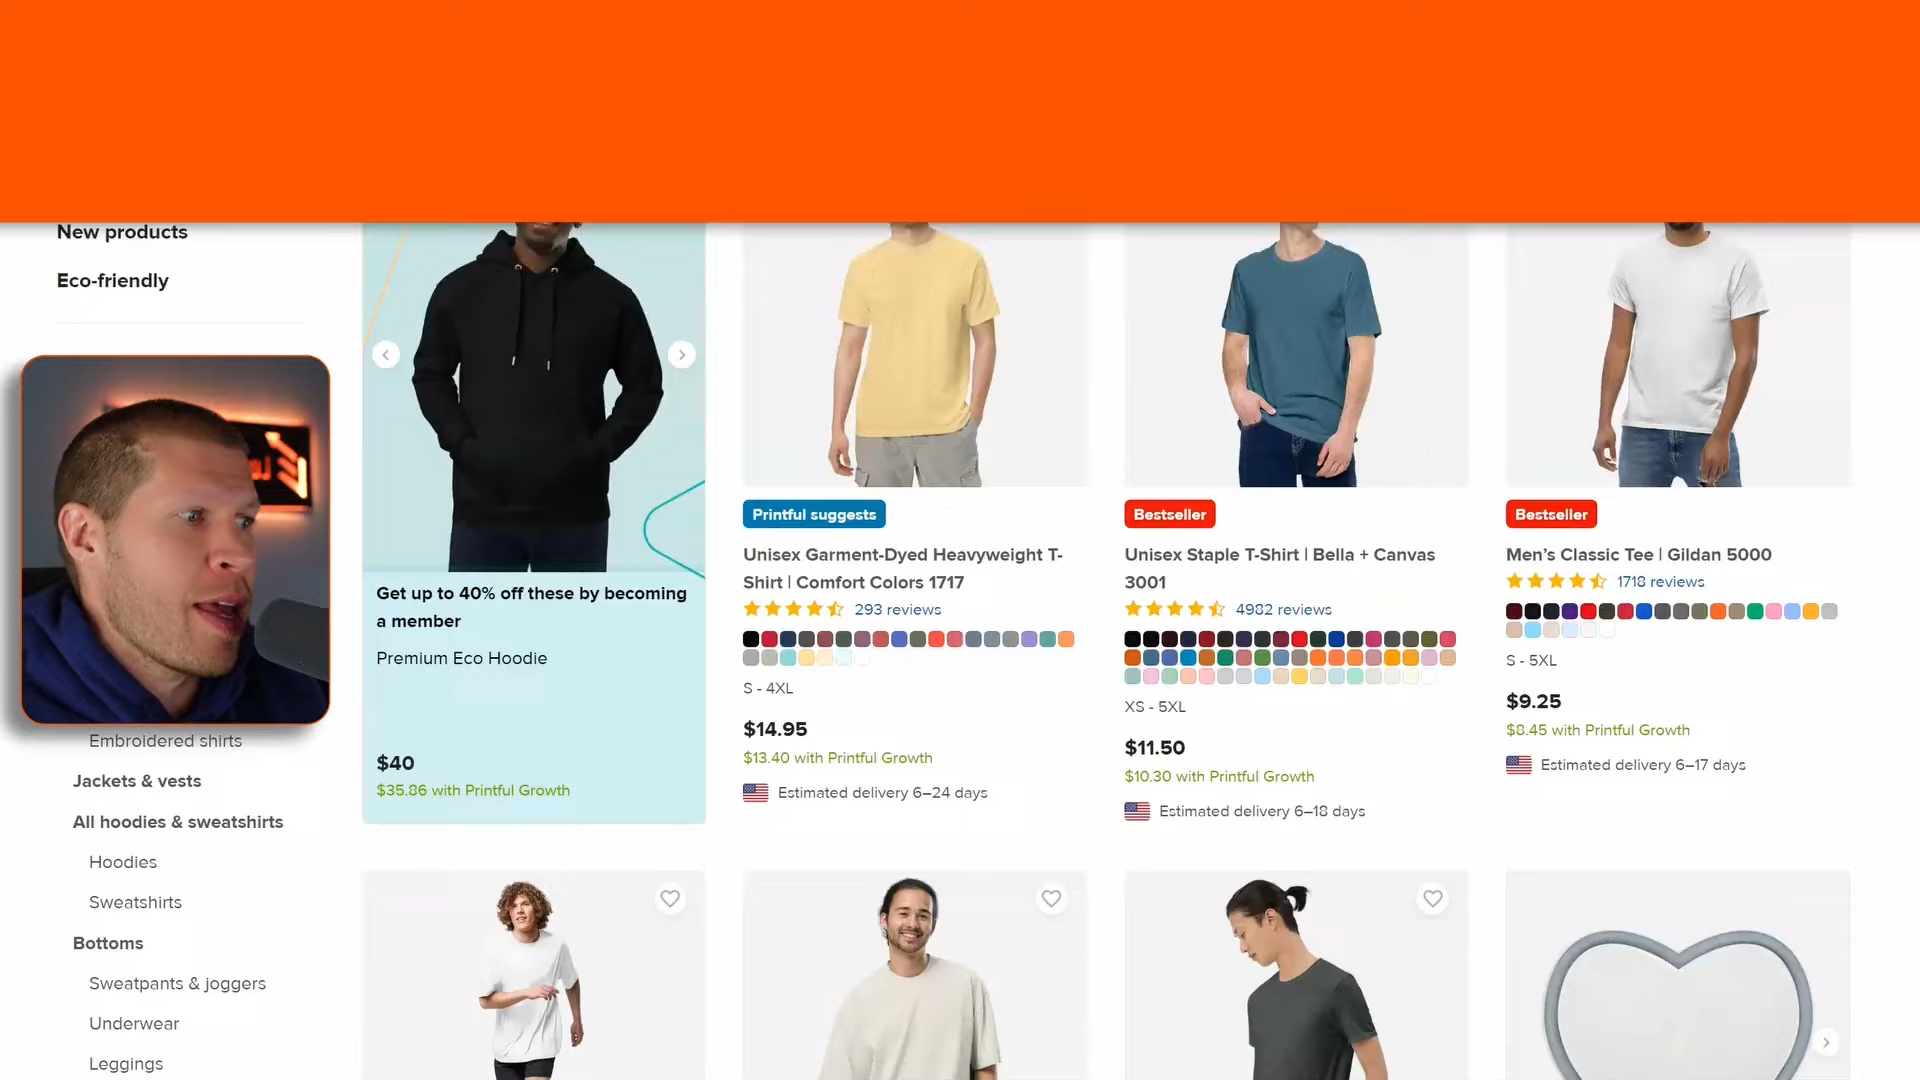 New products
Eco-friendly
Embroidered shirts
Jackets & vests
All hoodies & sweatshirts
Hoodies
Sweatshirts
Bottoms
Sweatpants & joggers
Underwear
Leggings
Get up to 40% off these by becoming
a member
Premium Eco Hoodie
$40
$35.86 with Printful Growth
Printful suggests
Unisex Garment-Dyed Heavyweight T-
Shirt | Comfort Colors 1717
293 reviews
S - 4XL
$14.95
$13.40 with Printful Growth
Estimated delivery 6–24 days
Bestseller
Unisex Staple T-Shirt | Bella + Canvas
3001
4982 reviews
XS - 5XL
$11.50
$10.30 with Printful Growth
Estimated delivery 6–18 days
Bestseller
Men’s Classic Tee | Gildan 5000
1718 reviews
S - 5XL
$9.25
$8.45 with Printful Growth
Estimated delivery 6–17 days